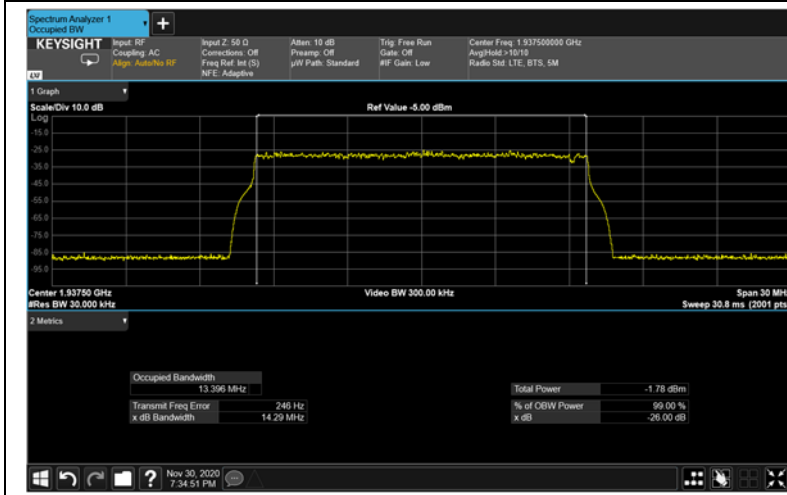 Spectrum Analyzer 1
Occupied BW
KEYSIGHT
Input: RF
Coupling: AC
Align: Auto/No RF
Input Z: 50 Ω
Corrections: Off
Freq Ref: Int (S)
NFE: Adaptive
Atten: 10 dB
Preamp: Off
µW Path: Standard
Trig: Free Run
Gate: Off
#IF Gain: Low
Center Freq: 1.937500000 GHz
Avg|Hold:>10/10
Radio Std: LTE, BTS, 5M
LXI
1 Graph
Scale/Div 10.0 dB
Ref Value -5.00 dBm
Log
-15.0
-25.0
-35.0
-45.0
-55.0
-65.0
-75.0
-85.0
-95.0
Center 1.93750 GHz
Video BW 300.00 kHz
Span 30 MHz
#Res BW 30.000 kHz
Sweep 30.8 ms (2001 pts
2 Metrics
Occupied Bandwidth
13.396 MHz
Total Power -1.78 dBm
Transmit Freq Error 246 Hz
% of OBW Power 99.00 %
x dB Bandwidth 14.29 MHz
x dB -26.00 dB
?
Nov 30, 2020
7:34:51 PM